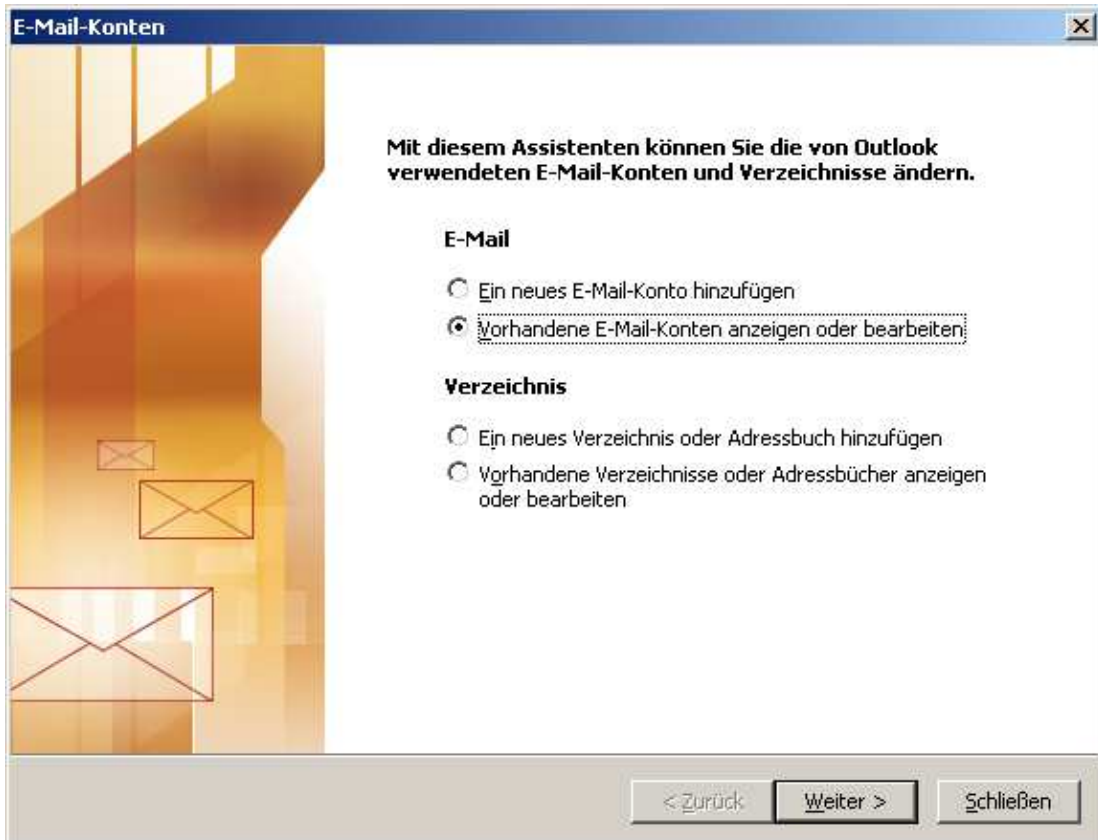 E-Mail-Konten
Mit diesem Assistenten können Sie die von Outlook
verwendeten E-Mail-Konten und Verzeichnisse ändern.
E-Mail
Ein neues E-Mail-Konto hinzufügen
Vorhandene E-Mail-Konten anzeigen oder bearbeiten
Verzeichnis
Ein neues Verzeichnis oder Adressbuch hinzufügen
Vorhandene Verzeichnisse oder Adressbücher anzeigen
oder bearbeiten
< Zurück Weiter > Schließen